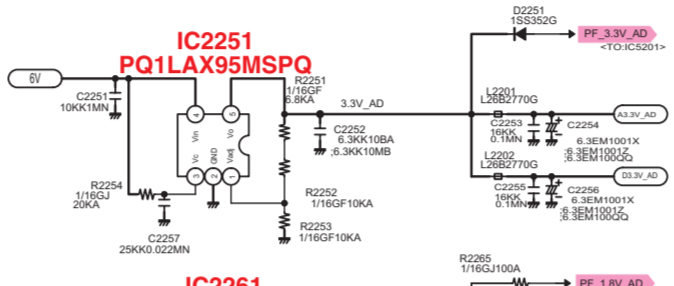 D2251
1SS352G
PF_3.3V_AD
<TO:IC5201>
IC2251
PQ1LAX95MSPQ
6V
C2251
10KK1MN
4
5
Vin
Vo
Vc
GND
Vadj
3
2
1
R2251
1/16GF
6.8KA
3.3V_AD
C2252
6.3KK10BA
;6.3KK10MB
L2201
L26B2770G
A3.3V_AD
C2253
16KK
0.1MN
C2254
6.3EM1001X
;6.3EM1001Z
;6.3EM100QQ
L2202
L26B2770G
D3.3V_AD
C2255
16KK
0.1MN
C2256
6.3EM1001X
;6.3EM1001Z
;6.3EM100QQ
R2254
1/16GJ
20KA
C2257
25KK0.022MN
R2252
1/16GF10KA
R2253
1/16GF10KA
IC2261
R2265
1/16GJ100A
PF_1.8V_AD